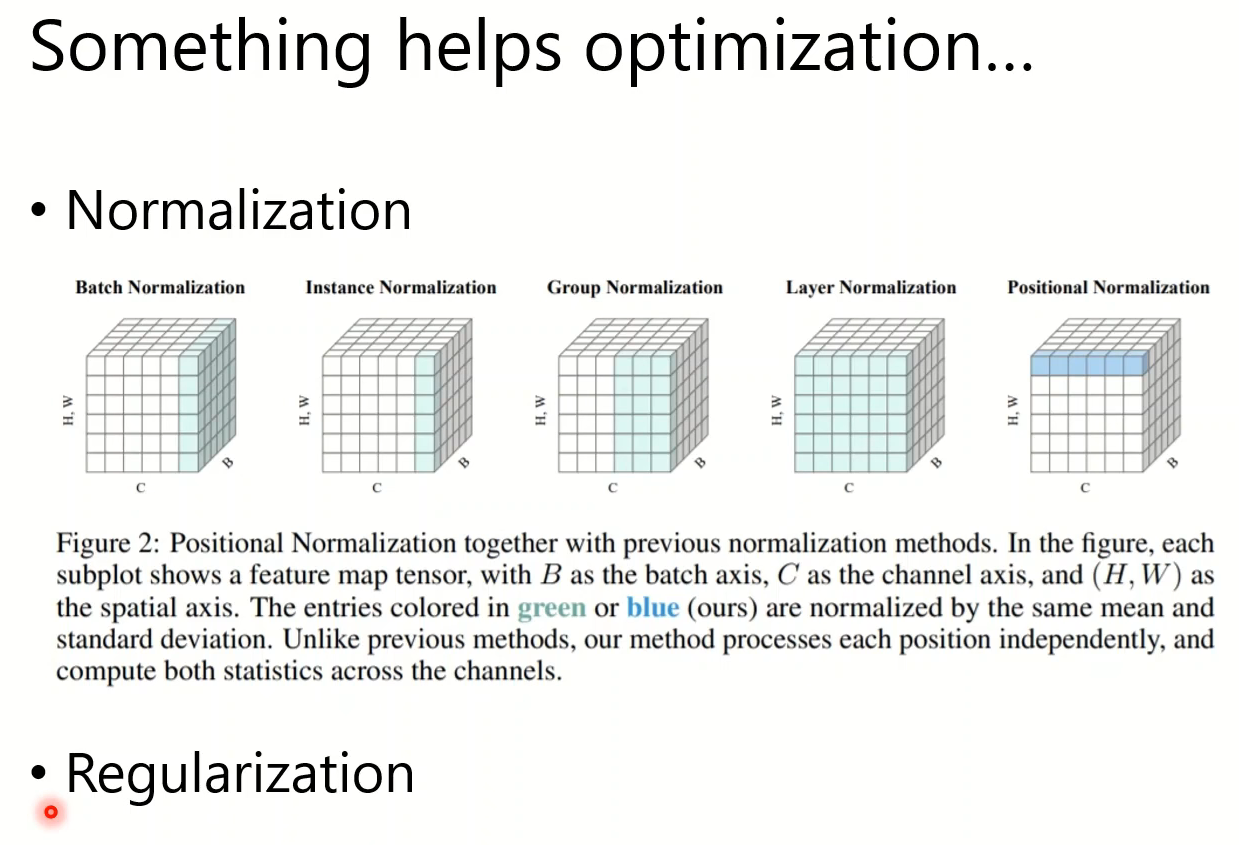 Something helps optimization...
• Normalization
Batch Normalization
Instance Normalization
Group Normalization
Layer Normalization
Positional Normalization
H, W
B
C
H, W
B
C
H, W
B
C
H, W
B
C
H, W
B
C
Figure 2: Positional Normalization together with previous normalization methods. In the figure, each
subplot shows a feature map tensor, with B as the batch axis, C as the channel axis, and (H, W) as
the spatial axis. The entries colored in green or blue (ours) are normalized by the same mean and
standard deviation. Unlike previous methods, our method processes each position independently, and
compute both statistics across the channels.
• Regularization